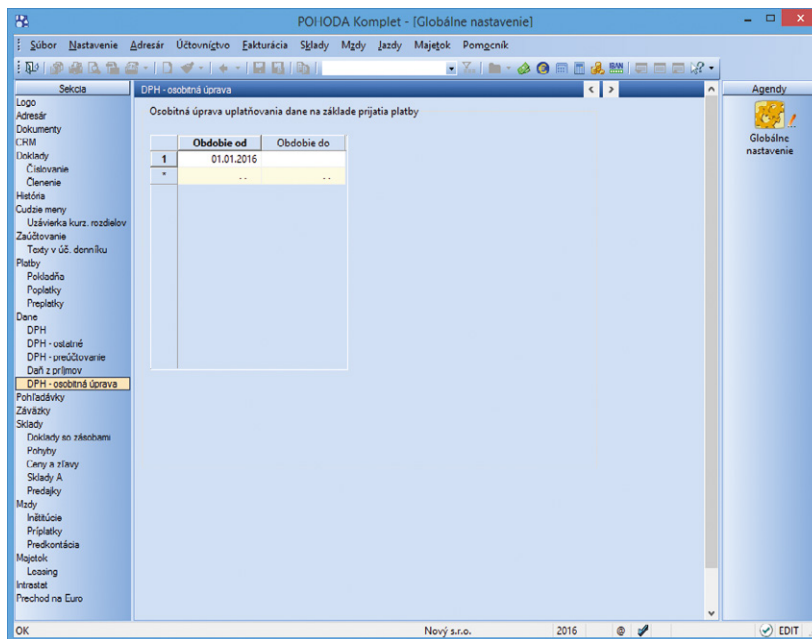 POHODA Komplet - [Globálne nastavenie]
Súbor Nastavenie Adresár Účtovníctvo Fakturácia Sklady Mzdy Jazdy Majetok Pomocník
Sekcia
Logo
Adresár
Dokumenty
CRM
Doklady
Číslovanie
Členenie
História
Cudzie meny
Uzávierka kurz. rozdielov
Zaúčtovanie
Texty v úč. denníku
Platby
Pokladňa
Poplatky
Preplatky
Dane
DPH
DPH - ostatné
DPH - preúčtovanie
Daň z príjmov
DPH - osobitná úprava
Pohľadávky
Záväzky
Sklady
Doklady so zásobami
Pohyby
Ceny a zľavy
Sklady A
Predajky
Mzdy
Inštitúcie
Príplatky
Predkontácia
Majetok
Leasing
Intrastat
Prechod na Euro
DPH - osobitná úprava
Osobitná úprava uplatňovania dane na základe prijatia platby
Obdobie od Obdobie do
1 01.01.2016
* . . . .
Agendy
Globálne
nastavenie
OK Nový s.r.o. 2016 @ EDIT